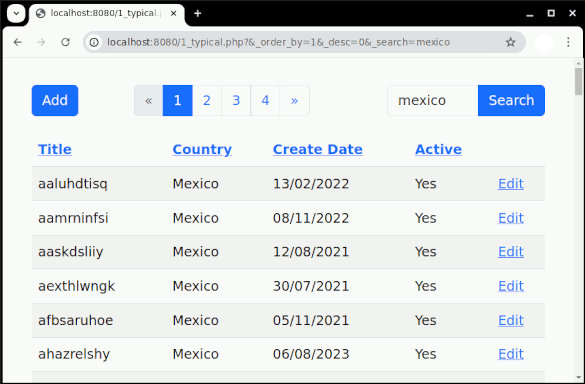 localhost:8080/1_typical.p
localhost:8080/1_typical.php?&_order_by=1&_desc=0&_search=mexico
Add « 1 2 3 4 » mexico Search
Title Country Create Date Active
aaluhdtisq Mexico 13/02/2022 Yes Edit
aamrninfsi Mexico 08/11/2022 Yes Edit
aaskdsliiy Mexico 12/08/2021 Yes Edit
aexthlwngk Mexico 30/07/2021 Yes Edit
afbsaruhoe Mexico 05/11/2021 Yes Edit
ahazrelshy Mexico 06/08/2023 Yes Edit